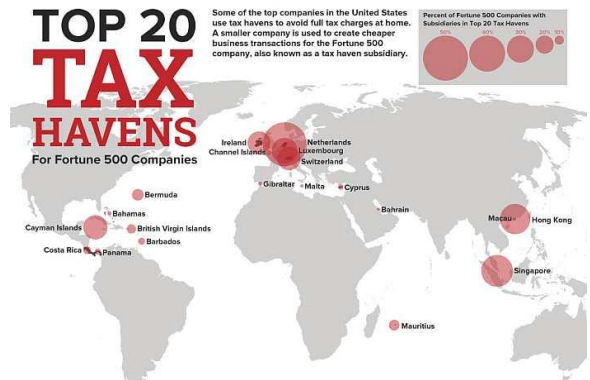 TOP 20
TAX
HAVENS
For Fortune 500 Companies
Some of the top companies in the United States
use tax havens to avoid full tax charges at home.
A smaller company is used to create cheaper
business transactions for the Fortune 500
company, also known as a tax haven subsidiary.
Percent of Fortune 500 Companies with
Subsidiaries in Top 20 Tax Havens
50% 40% 30% 20% 10%
Ireland
Netherlands
Channel Islands
Luxembourg
Switzerland
Gibraltar
Malta
Cyprus
Bermuda
Bahrain
Bahamas
Cayman Islands
British Virgin Islands
Macau
Hong Kong
Barbados
Costa Rica
Panama
Singapore
Mauritius